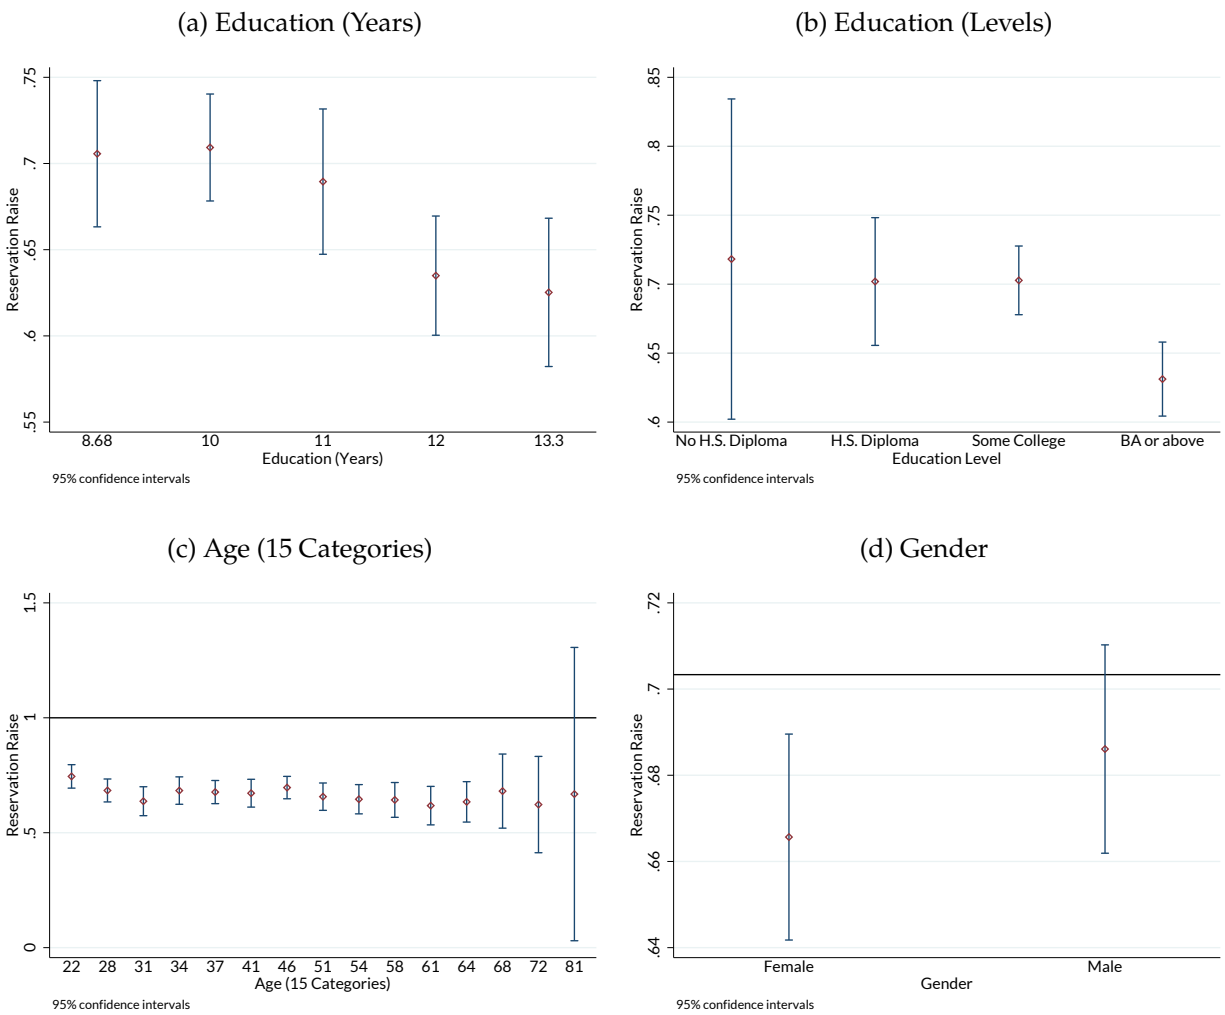 (a) Education (Years)
.75
.7
.65
.6
.55
Reservation Raise
8.68 10 11 12 13.3
Education (Years)
95% confidence intervals
(b) Education (Levels)
.85
.8
.75
.7
.65
.6
Reservation Raise
No H.S. Diploma H.S. Diploma Some College BA or above
Education Level
95% confidence intervals
(c) Age (15 Categories)
1.5
1
.5
0
Reservation Raise
22 28 31 34 37 41 46 51 54 58 61 64 68 72 81
Age (15 Categories)
95% confidence intervals
(d) Gender
.72
.7
.68
.66
.64
Reservation Raise
Female Male
Gender
95% confidence intervals